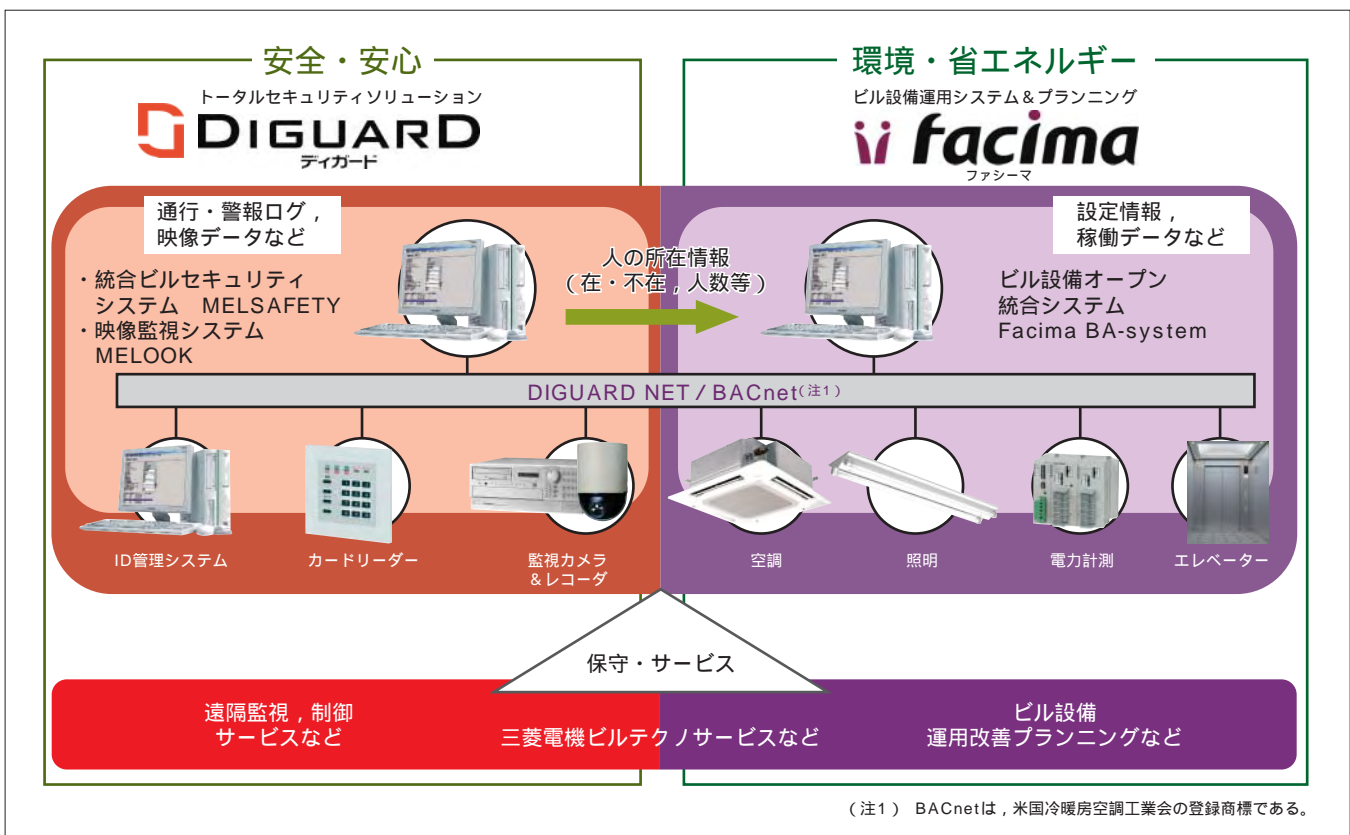 安全・安心
トータルセキュリティソリューション
DIGUARD
ディガード
環境・省エネルギー
ビル設備運用システム＆プランニング
facima
ファシーマ
通行・警報ログ，
映像データなど
・統合ビルセキュリティ
システム　MELSAFETY
・映像監視システム
MELOOK
人の所在情報
（在・不在，人数等）
設定情報，
稼働データなど
ビル設備オープン
統合システム
Facima BA-system
DIGUARD NET / BACnet（注1）
ID管理システム
カードリーダー
監視カメラ
＆レコーダ
空調
照明
電力計測
エレベーター
保守・サービス
遠隔監視，制御
サービスなど
三菱電機ビルテクノサービスなど
ビル設備
運用改善プランニングなど
（注1）　BACnetは，米国冷暖房空調工業会の登録商標である。